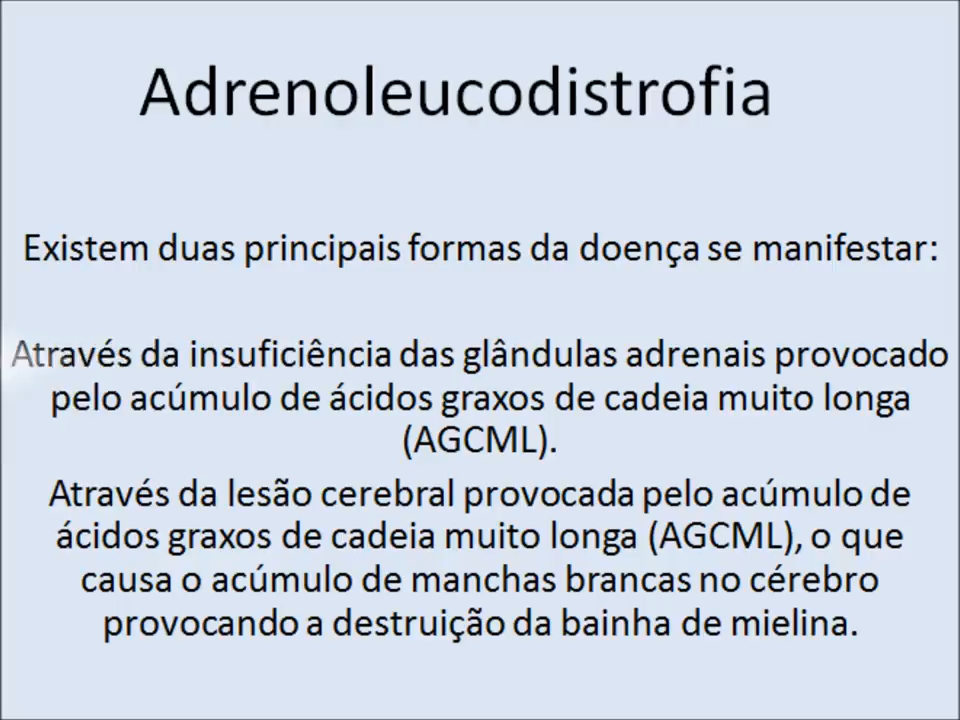 Adrenoleucodistrofia
Existem duas principais formas da doença se manifestar:
Através da insuficiência das glândulas adrenais provocado
pelo acúmulo de ácidos graxos de cadeia muito longa
(AGCML).
Através da lesão cerebral provocada pelo acúmulo de
ácidos graxos de cadeia muito longa (AGCML), o que
causa o acúmulo de manchas brancas no cérebro
provocando a destruição da bainha de mielina.